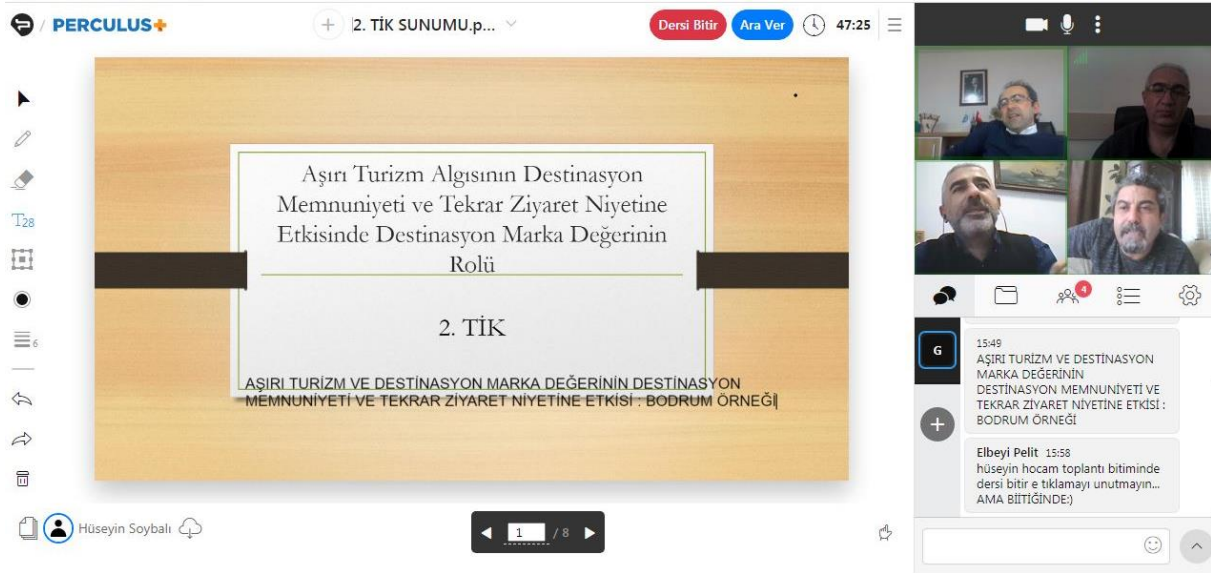 / PERCULUS+
2. TİK SUNUMU.p...
Dersi Bitir
Ara Ver
47:25
Aşırı Turizm Algısının Destinasyon
Memnuniyeti ve Tekrar Ziyaret Niyetine
Etkisinde Destinasyon Marka Değerinin
Rolü
2. TİK
AŞIRI TURİZM VE DESTİNASYON MARKA DEĞERİNİN DESTİNASYON
MEMNUNİYETİ VE TEKRAR ZİYARET NİYETİNE ETKİSİ : BODRUM ÖRNEĞİ
T28
6
Hüseyin Soybalı
1 / 8
4
G
15:49
AŞIRI TURİZM VE DESTİNASYON
MARKA DEĞERİNİN
DESTİNASYON MEMNUNİYETİ VE
TEKRAR ZİYARET NİYETİNE ETKİSİ :
BODRUM ÖRNEĞİ
Elbeyi Pelit 15:58
hüseyin hocam toplantı bitiminde
dersi bitir e tıklamayı unutmayın...
AMA BİİTİĞİNDE:)